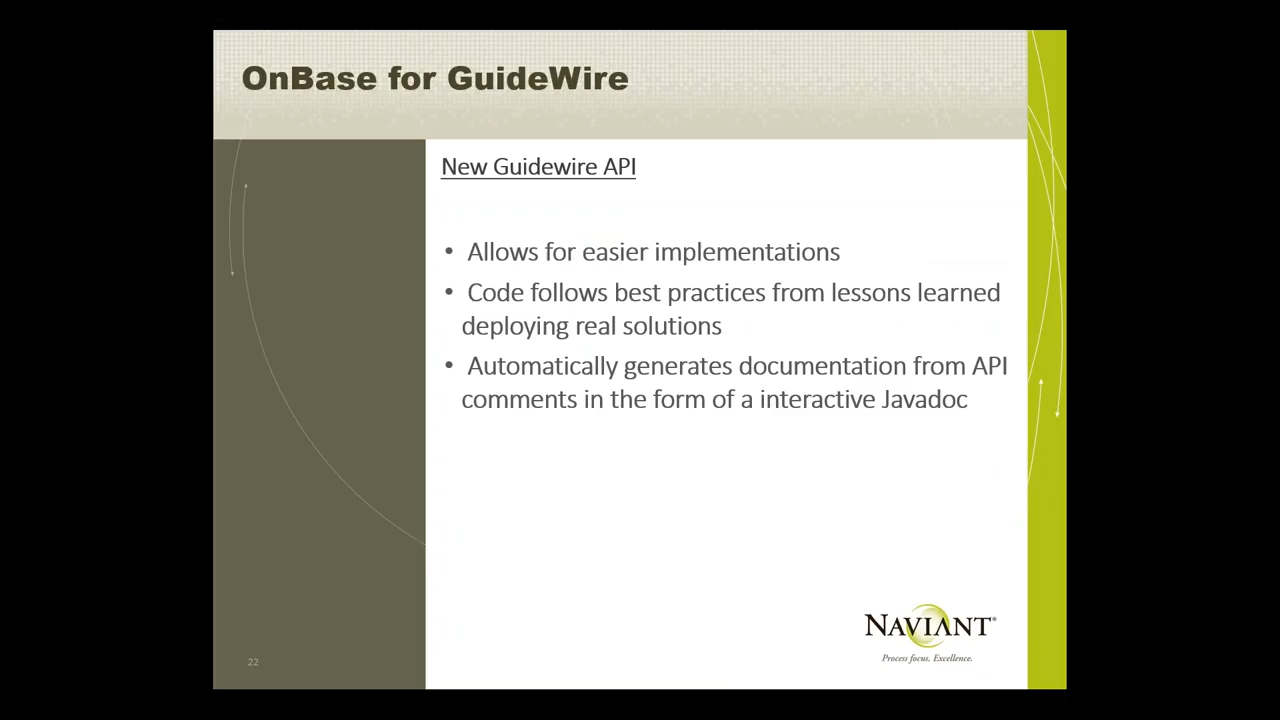 OnBase for GuideWire
New Guidewire API
• Allows for easier implementations
• Code follows best practices from lessons learned
deploying real solutions
• Automatically generates documentation from API
comments in the form of a interactive Javadoc
NAVIANT®
Process focus. Excellence.
22